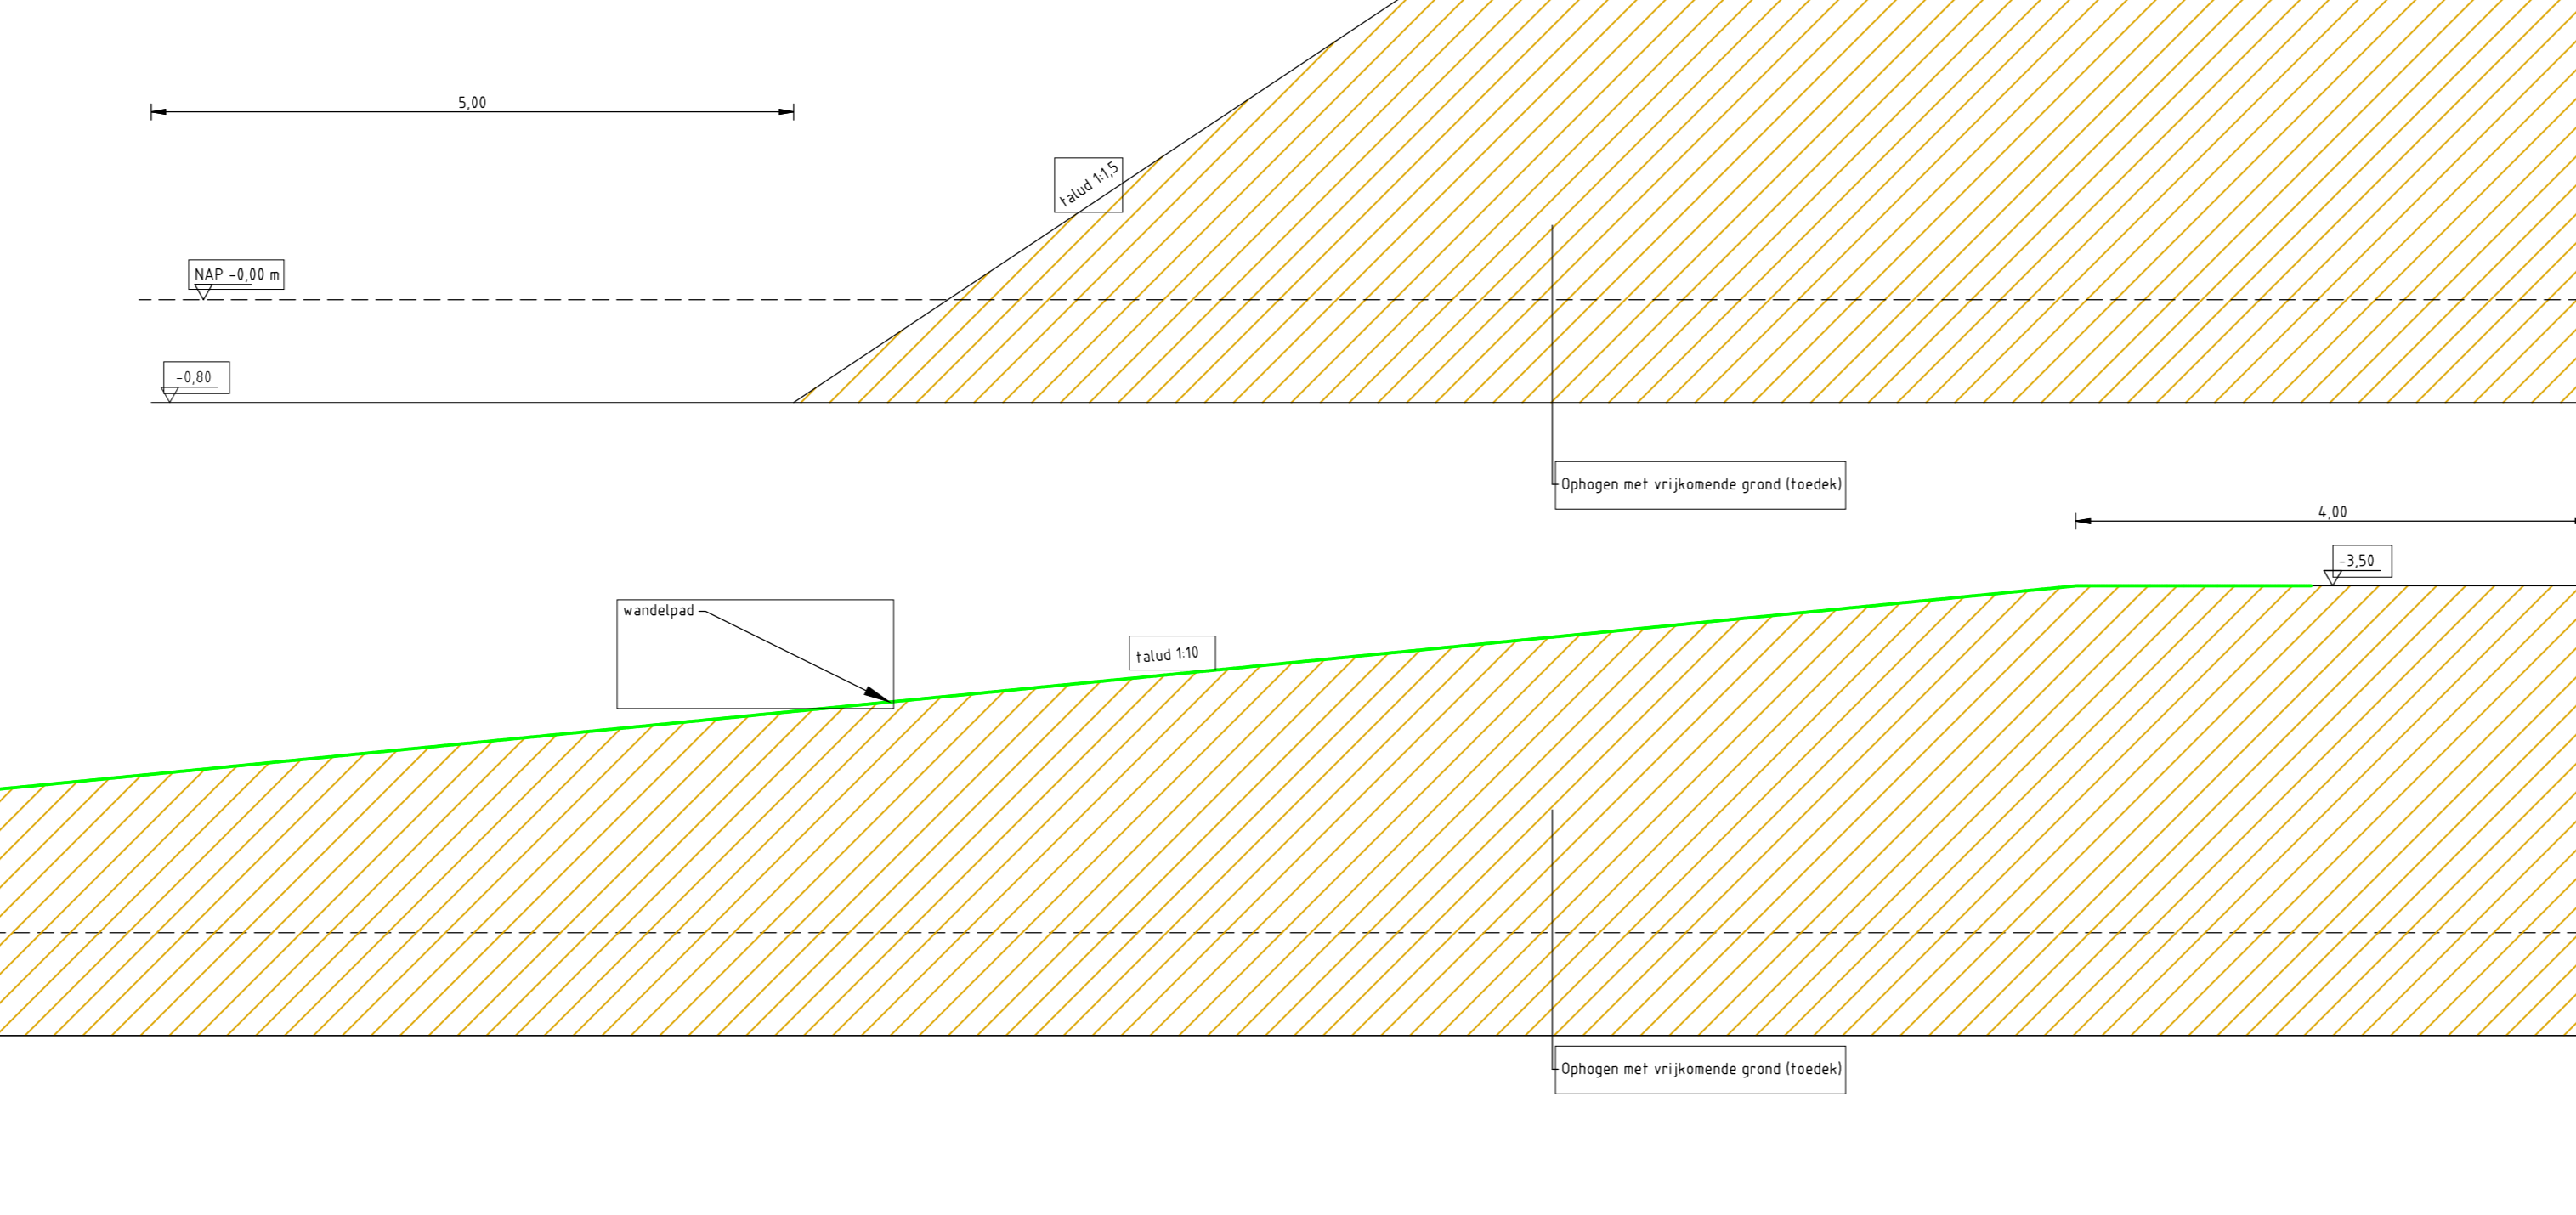 5,00
talud 1:1,5
NAP -0,00 m
-0,80
Ophogen met vrijkomende grond (toedek)
4,00
-3,50
wandelpad
talud 1:10
Ophogen met vrijkomende grond (toedek)